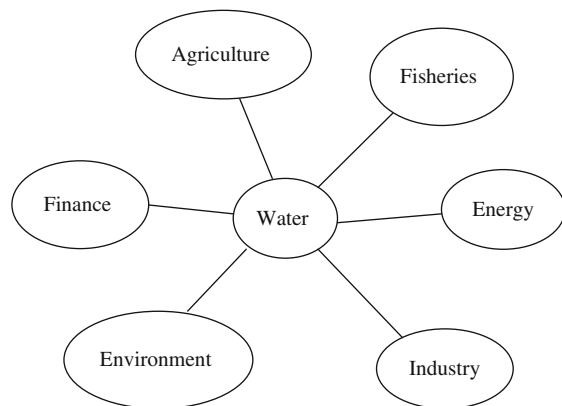 Agriculture
Fisheries
Finance
Water
Energy
Environment
Industry